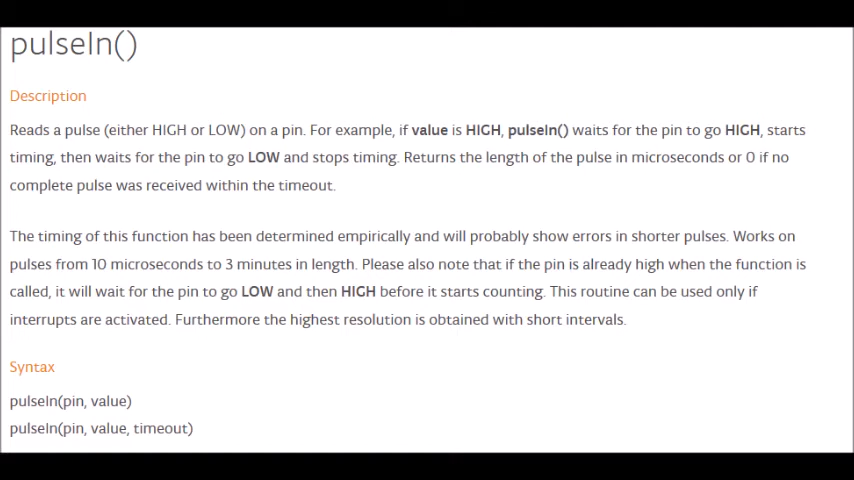 pulseIn()
Description
Reads a pulse (either HIGH or LOW) on a pin. For example, if value is HIGH, pulseIn() waits for the pin to go HIGH, starts
timing, then waits for the pin to go LOW and stops timing. Returns the length of the pulse in microseconds or 0 if no
complete pulse was received within the timeout.
The timing of this function has been determined empirically and will probably show errors in shorter pulses. Works on
pulses from 10 microseconds to 3 minutes in length. Please also note that if the pin is already high when the function is
called, it will wait for the pin to go LOW and then HIGH before it starts counting. This routine can be used only if
interrupts are activated. Furthermore the highest resolution is obtained with short intervals.
Syntax
pulseIn(pin, value)
pulseIn(pin, value, timeout)